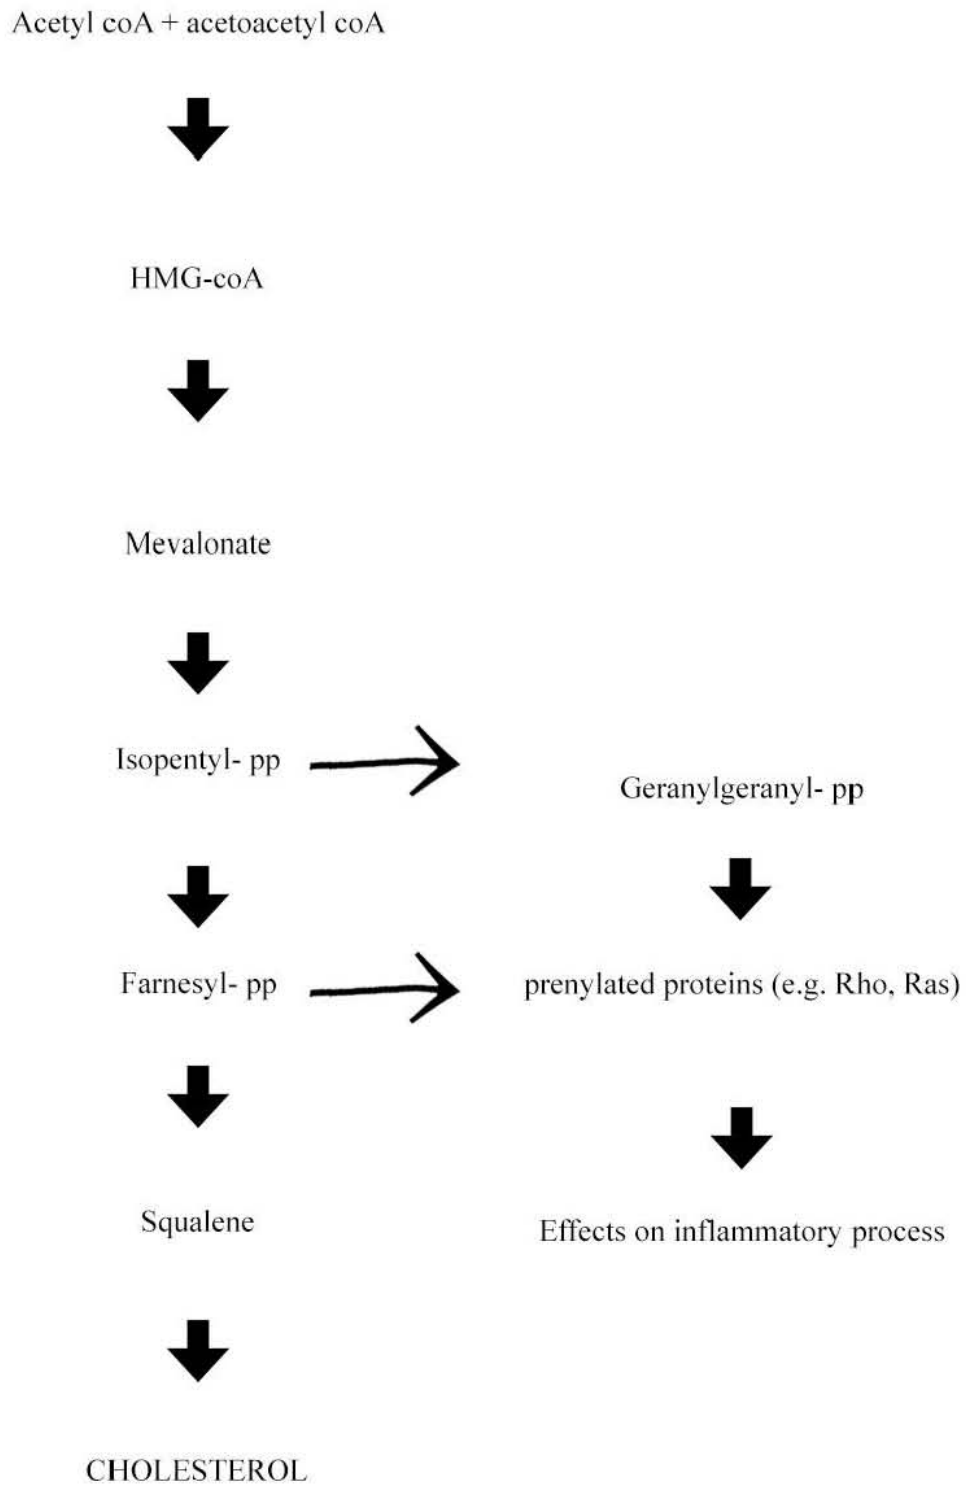 Acetyl coA + acetoacetyl coA
HMG-coA
Mevalonate
Isopentyl- pp
Geranylgeranyl- pp
Farnesyl- pp
prenylated proteins (e.g. Rho, Ras)
Squalene
Effects on inflammatory process
CHOLESTEROL